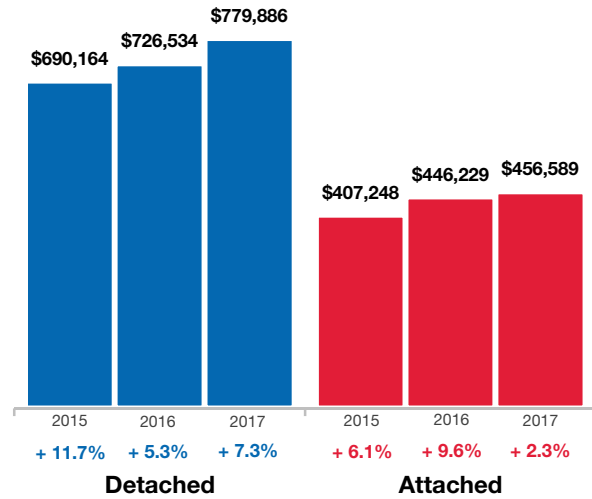 $690,164
$726,534
$779,886
$407,248
$446,229
$456,589
2015 2016 2017 2015 2016 2017
+ 11.7% + 5.3% + 7.3% + 6.1% + 9.6% + 2.3%
Detached Attached